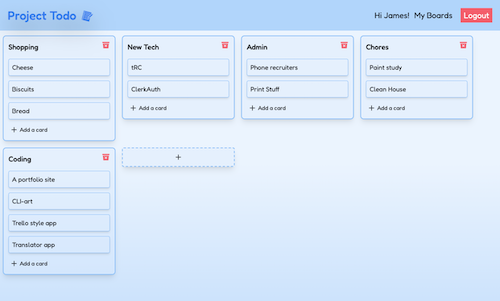 Project Todo
Hi James! My Boards Logout
Shopping
Cheese
Biscuits
Bread
+ Add a card
New Tech
tRC
ClerkAuth
+ Add a card
Admin
Phone recruiters
Print Stuff
+ Add a card
Chores
Paint study
Clean House
+ Add a card
Coding
A portfolio site
CLI-art
Trello style app
Translator app
+ Add a card
+